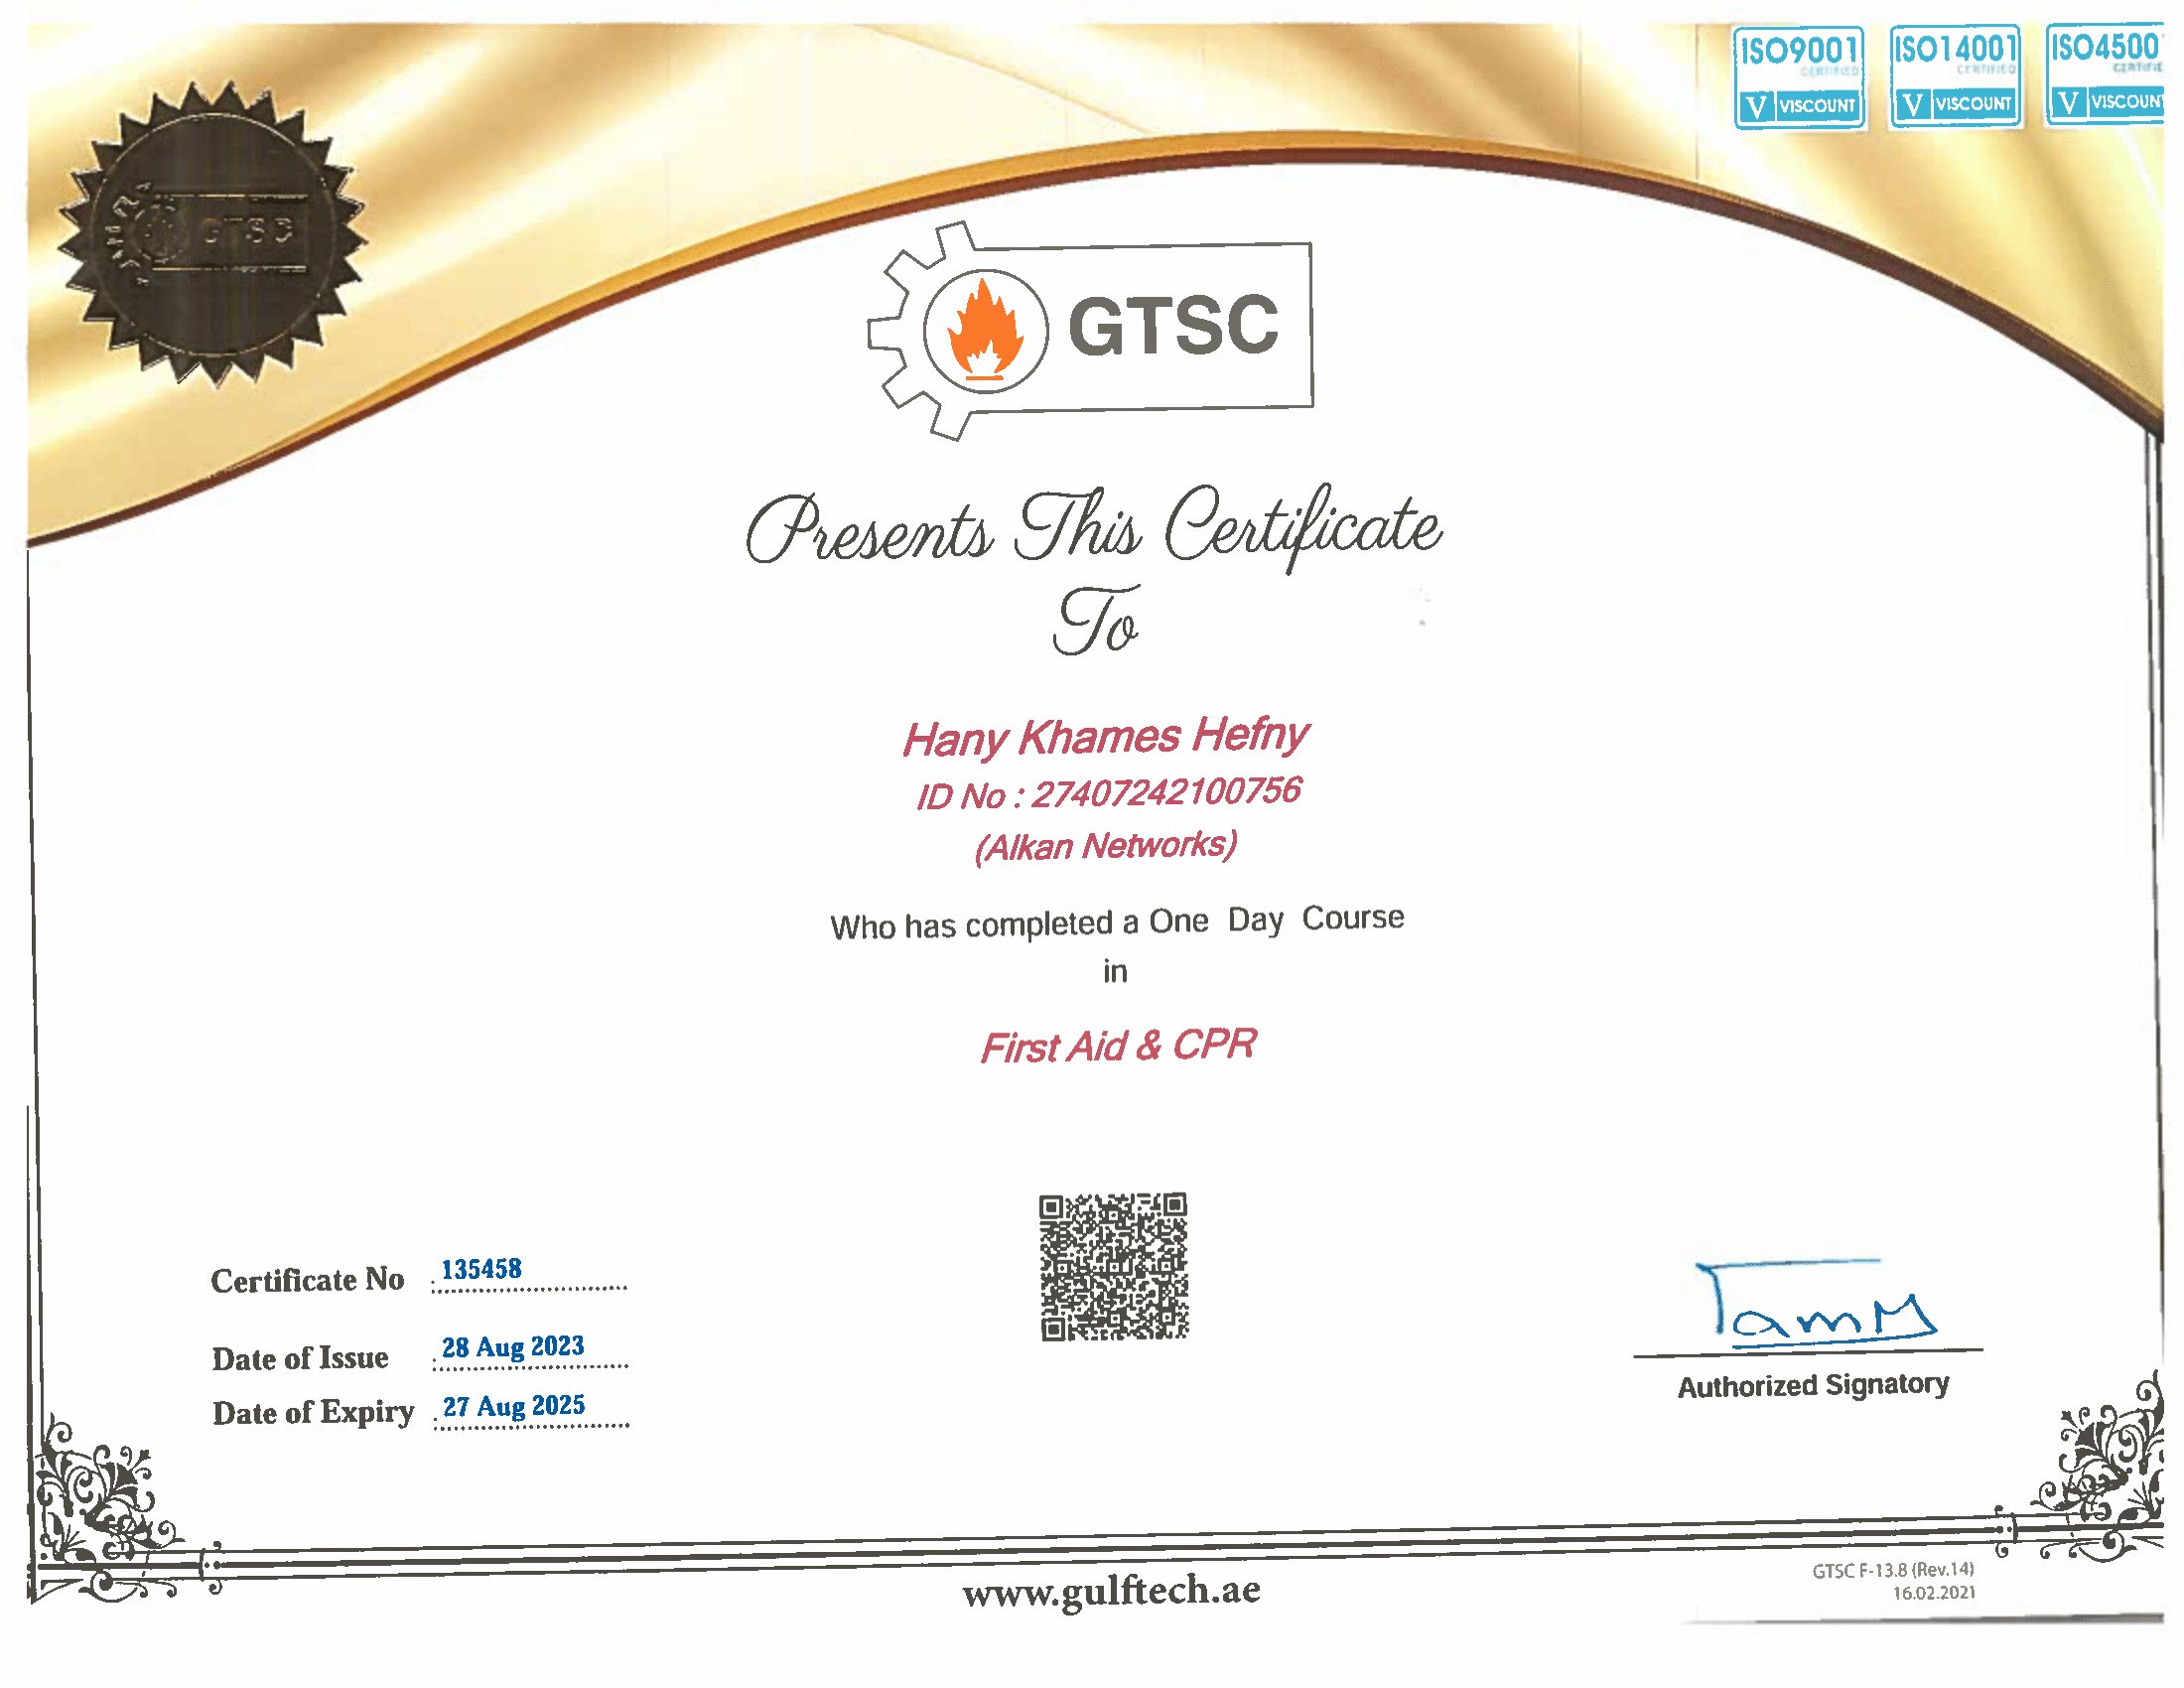 ISO9001
CERTIFIED
V VISCOUNT
ISO14001
CERTIFIED
V VISCOUNT
ISO4500
CERTIFIE
V VISCOUN
GTSC
GTSC
Presents This Certificate
To
Hany Khames Hefny
ID No : 27407242100756
(Alkan Networks)
Who has completed a One Day Course
in
First Aid & CPR
Certificate No : 135458
Date of Issue : 28 Aug 2023
Date of Expiry : 27 Aug 2025
Tamm
Authorized Signatory
www.gulftech.ae
GTSC F-13.8 (Rev.14)
16.02.2021